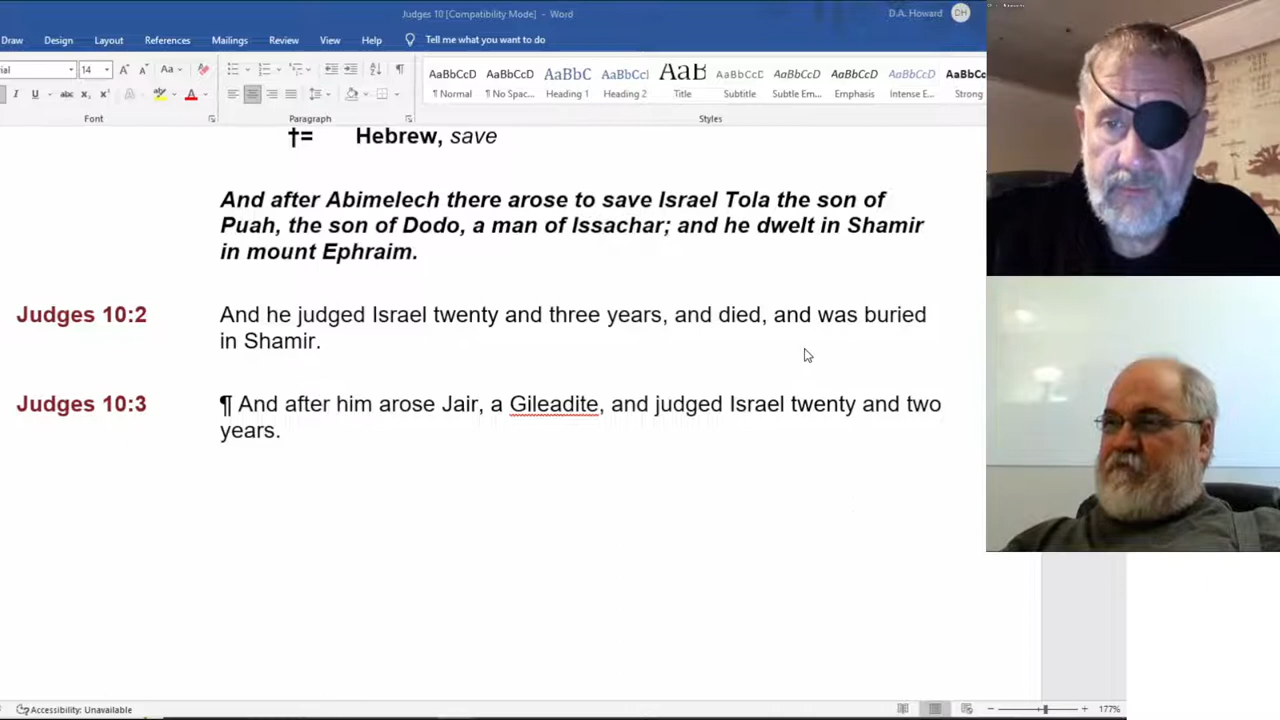 Judges 10 [Compatibility Mode] - Word
D.A. Howard DH
Draw Design Layout References Mailings Review View Help Tell me what you want to do
14 Aa
AaBbCcD AaBbCcD AaBbC AaBbCcI AaB AaBbCcD AaBbCcD AaBbCcD AaBbCcD AaBbCc
¶ Normal ¶ No Spac... Heading 1 Heading 2 Title Subtitle Subtle Em... Emphasis Intense E... Strong
Font Paragraph Styles
†= Hebrew, save
And after Abimelech there arose to save Israel Tola the son of
Puah, the son of Dodo, a man of Issachar; and he dwelt in Shamir
in mount Ephraim.
Judges 10:2 And he judged Israel twenty and three years, and died, and was buried
in Shamir.
Judges 10:3 ¶ And after him arose Jair, a Gileadite, and judged Israel twenty and two
years.
Accessibility: Unavailable 177%